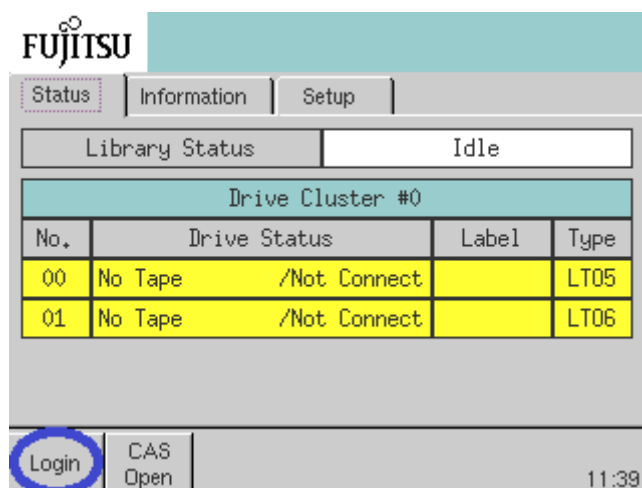 FUJITSU
Status Information Setup
Library Status Idle
Drive Cluster #0
No. Drive Status Label Type
00 No Tape /Not Connect LTO5
01 No Tape /Not Connect LTO6
Login CAS Open
11:39